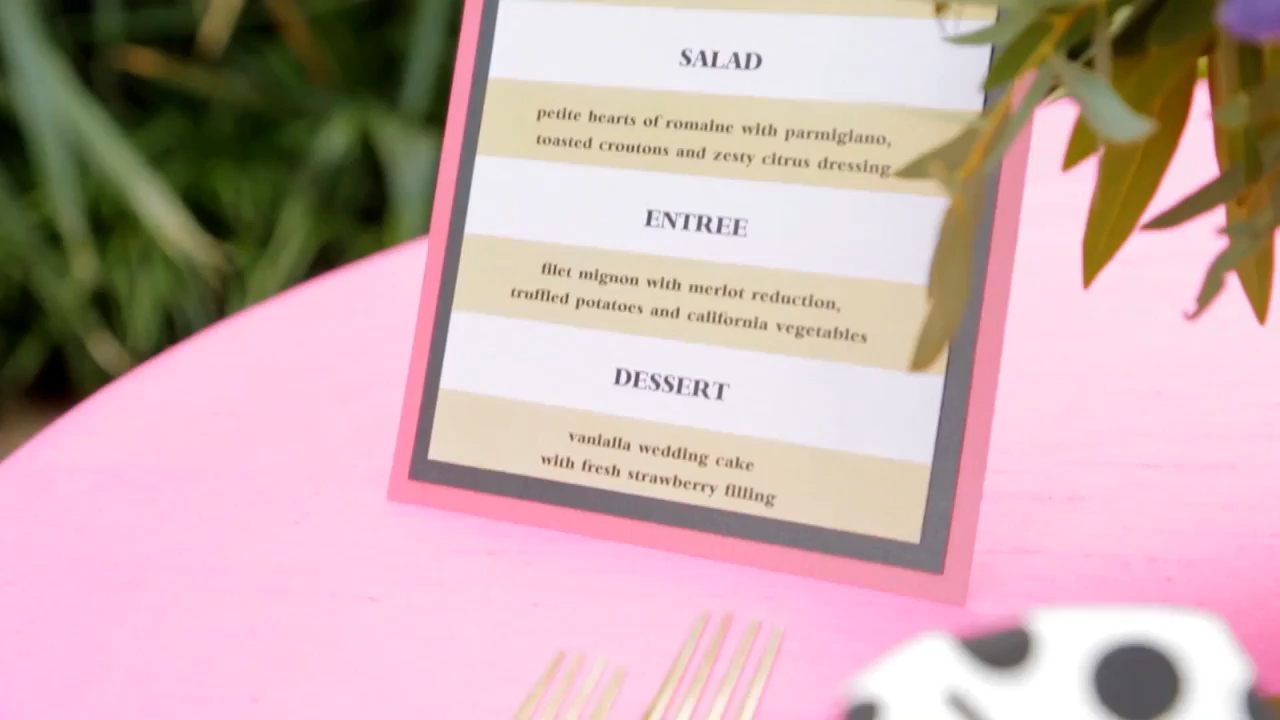 SALAD
petite hearts of romaine with parmigiano,
toasted croutons and zesty citrus dressing
ENTREE
filet mignon with merlot reduction,
truffled potatoes and california vegetables
DESSERT
vanialla wedding cake
with fresh strawberry filling